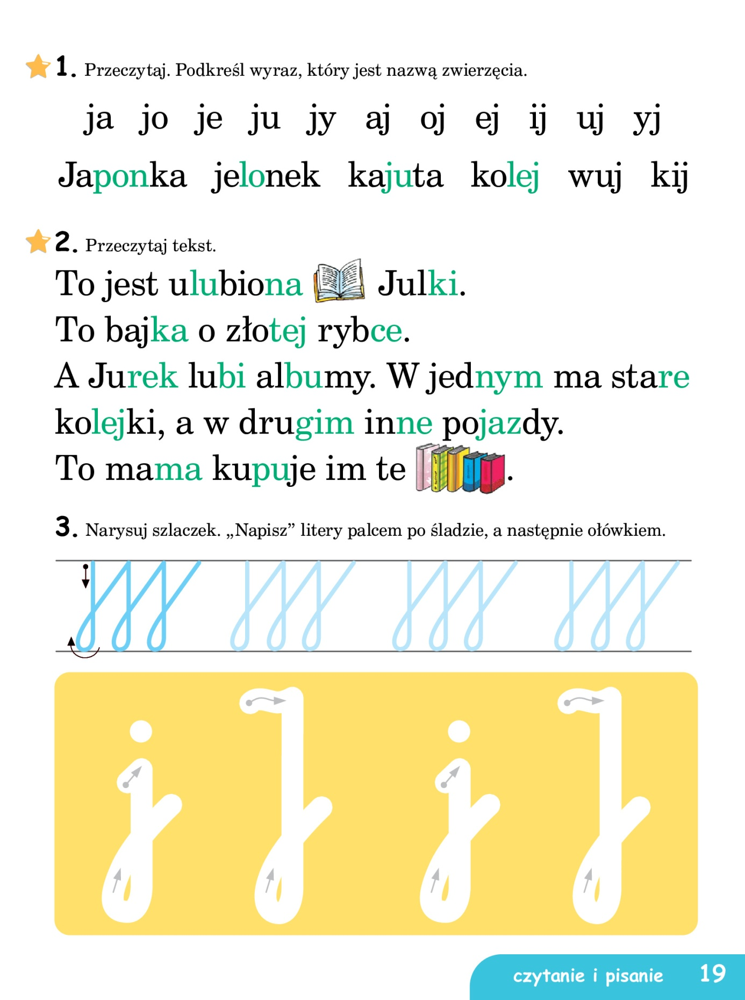 1. Przeczytaj. Podkreśl wyraz, który jest nazwą zwierzęcia.
ja jo je ju jy aj oj ej ij uj yj
Japonka jelonek kajuta kolej wuj kij
2. Przeczytaj tekst.
To jest ulubiona Julki.
To bajka o złotej rybce.
A Jurek lubi albumy. W jednym ma stare
kolejki, a w drugim inne pojazdy.
To mama kupuje im te .
3. Narysuj szlaczek. „Napisz” litery palcem po śladzie, a następnie ołówkiem.
j J j J
czytanie i pisanie 19